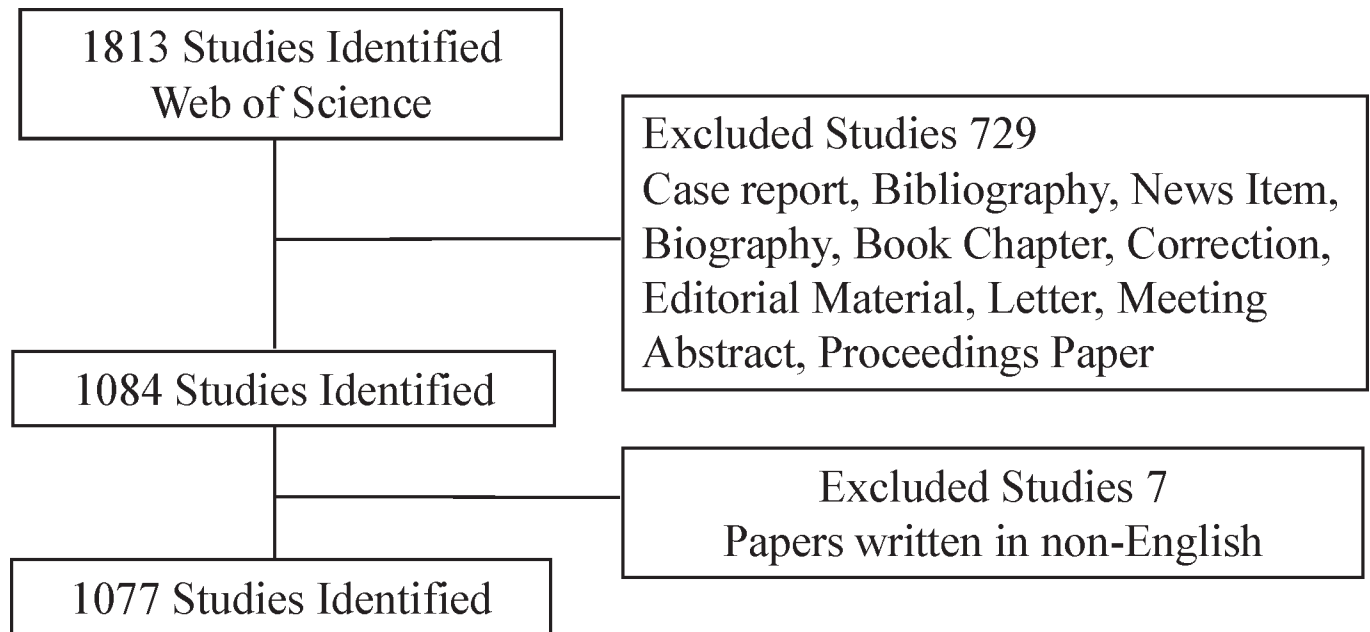 1813 Studies Identified
Web of Science
Excluded Studies 729
Case report, Bibliography, News Item,
Biography, Book Chapter, Correction,
Editorial Material, Letter, Meeting
Abstract, Proceedings Paper
1084 Studies Identified
Excluded Studies 7
Papers written in non-English
1077 Studies Identified